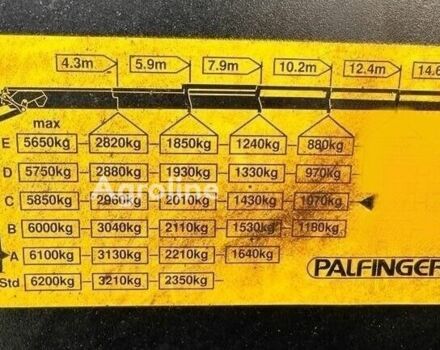 4.3m 5.9m 7.9m 10.2m 12.4m 14.6
max
E 5650kg 2820kg 1850kg 1240kg 880kg
D 5750kg 2880kg 1930kg 1330kg 970kg
Agroline
C 5850kg 2960kg 2010kg 1430kg 1070kg
B 6000kg 3040kg 2110kg 1530kg 1180kg
A 6100kg 3130kg 2210kg 1640kg
PALFINGER
Std 6200kg 3210kg 2350kg